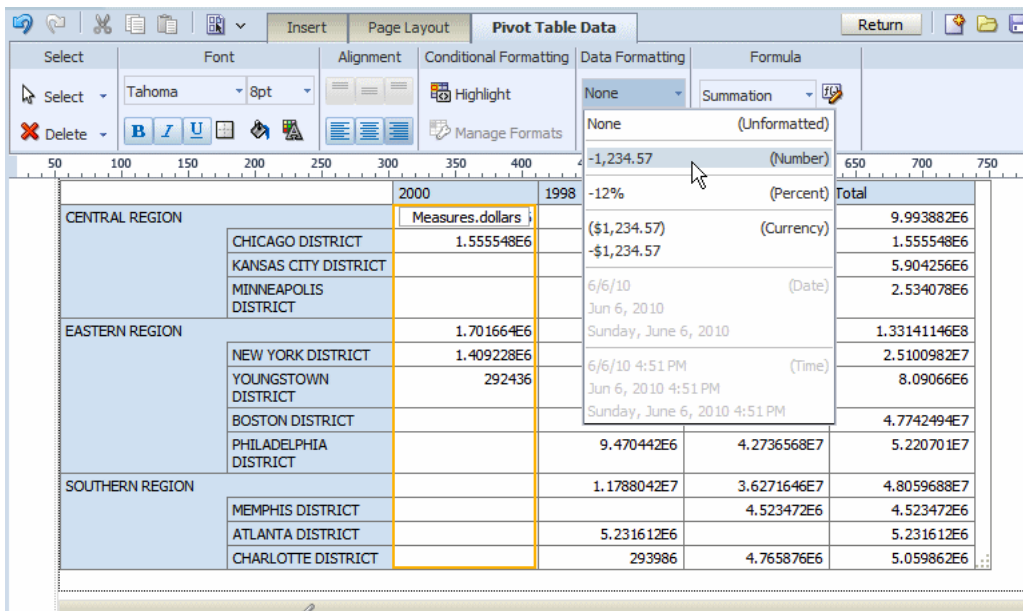 Insert Page Layout Pivot Table Data Return
Select Font Alignment Conditional Formatting Data Formatting Formula
Select Tahoma 8pt Highlight None Summation
Delete B I U Manage Formats
None (Unformatted)
-1,234.57 (Number)
-12% (Percent)
($1,234.57) (Currency)
-$1,234.57
6/6/10 (Date)
Jun 6, 2010
Sunday, June 6, 2010
6/6/10 4:51 PM (Time)
Jun 6, 2010 4:51 PM
Sunday, June 6, 2010 4:51 PM
50 100 150 200 250 300 350 400 650 700 750
2000 1998 Total
CENTRAL REGION Measures.dollars 9.993882E6
CHICAGO DISTRICT 1.555548E6 1.555548E6
KANSAS CITY DISTRICT 5.904256E6
MINNEAPOLIS
DISTRICT 2.534078E6
EASTERN REGION 1.701664E6 1.33141146E8
NEW YORK DISTRICT 1.409228E6 2.5100982E7
YOUNGSTOWN
DISTRICT 292436 8.09066E6
BOSTON DISTRICT 4.7742494E7
PHILADELPHIA
DISTRICT 9.470442E6 4.2736568E7 5.220701E7
SOUTHERN REGION 1.1788042E7 3.6271646E7 4.8059688E7
MEMPHIS DISTRICT 4.523472E6 4.523472E6
ATLANTA DISTRICT 5.231612E6 5.231612E6
CHARLOTTE DISTRICT 293986 4.765876E6 5.059862E6